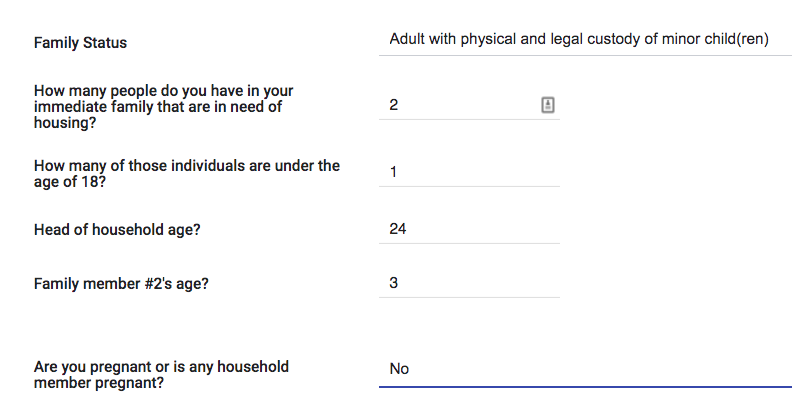 Family Status
Adult with physical and legal custody of minor child(ren)
How many people do you have in your
immediate family that are in need of
housing?
2
How many of those individuals are under the
age of 18?
1
Head of household age?
24
Family member #2's age?
3
Are you pregnant or is any household
member pregnant?
No